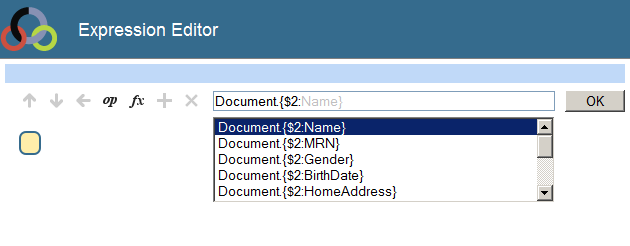 Expression Editor
op fx Document.{$2:Name} OK
Document.{$2:Name}
Document.{$2:MRN}
Document.{$2:Gender}
Document.{$2:BirthDate}
Document.{$2:HomeAddress}